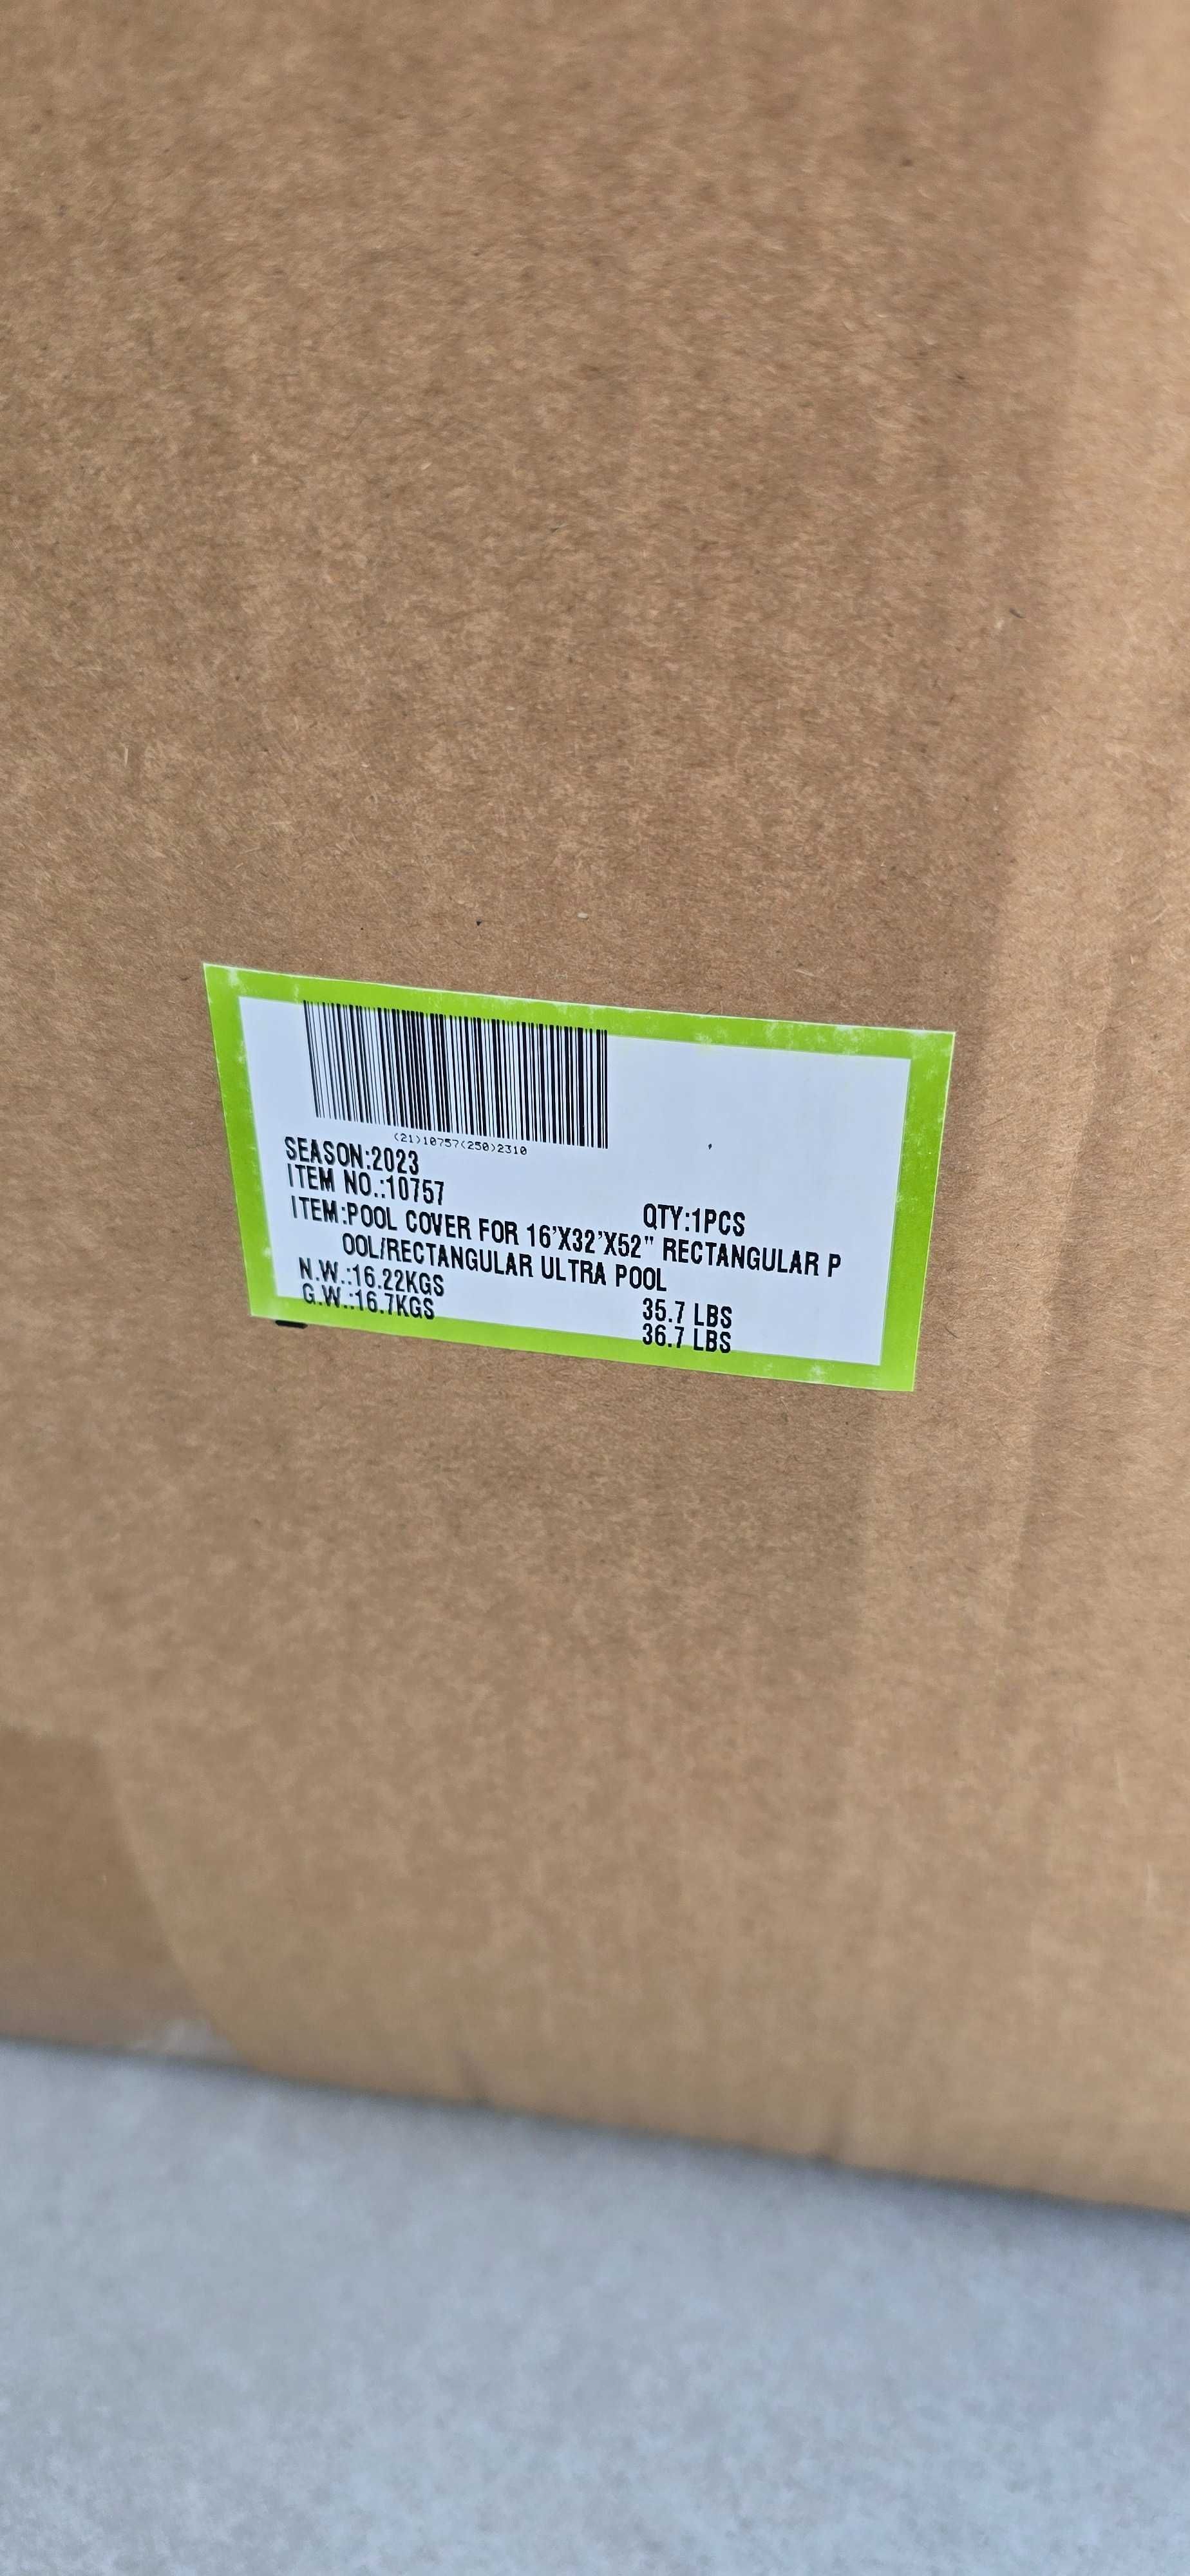 (21)10757(250)2310
SEASON:2023
ITEM NO.:10757
QTY:1PCS
ITEM:POOL COVER FOR 16'X32'X52" RECTANGULAR P
OOL/RECTANGULAR ULTRA POOL
N.W.:16.22KGS 35.7 LBS
G.W.:16.7KGS 36.7 LBS